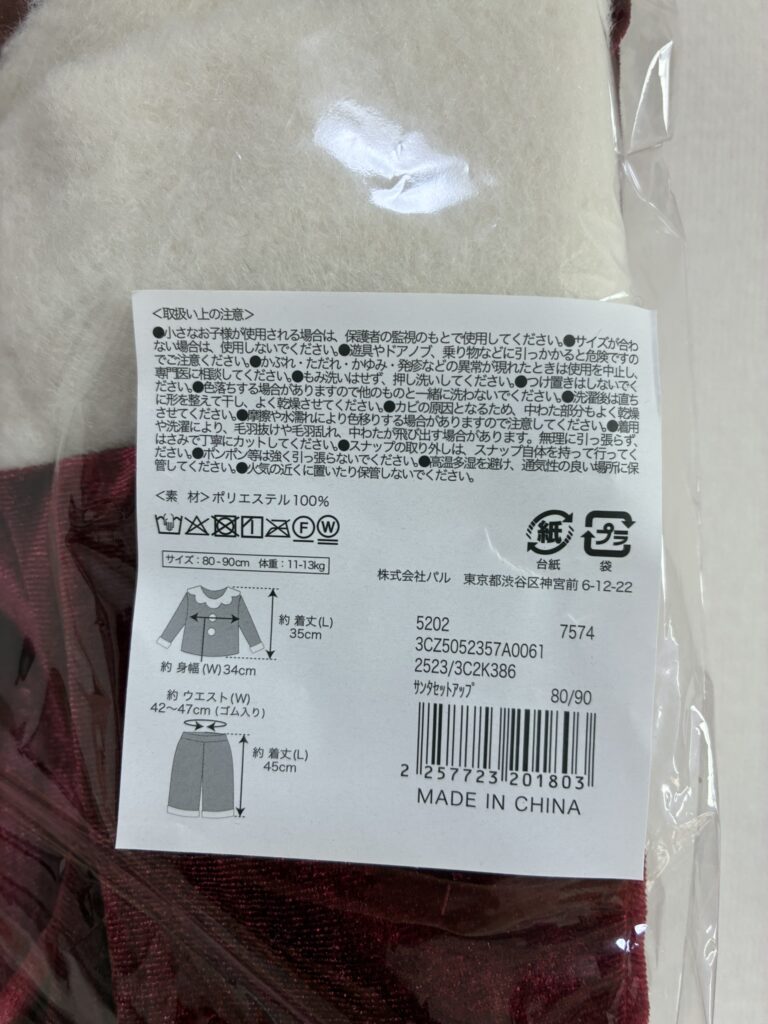 <取扱い上の注意>
●小さなお子様が使用される場合は、保護者の監視のもとで使用してください。●サイズが合わ
ない場合は、使用しないでください。●遊具やドアノブ、乗り物などに引っかかると危険ですの
でご注意ください。●かぶれ・ただれ・かゆみ・発疹などの異常が現れたときは使用を中止し、
専門医に相談してください。●もみ洗いはせず、押し洗いしてください。●つけ置きはしないでく
ださい。●色落ちする場合がありますので他のものと一緒に洗わないでください。●洗濯後は直ち
に形を整えて干し、よく乾燥させてください。●カビの原因となるため、中わた部分もよく乾燥
させてください。●摩擦や水濡れにより色移りする場合がありますので注意してください。●着用
や洗濯により、毛羽抜けや毛羽乱れ、中わたが飛び出す場合があります。無理に引っ張らず、
はさみで丁寧にカットしてください。●スナップの取り外しは、スナップ自体を持って行ってく
ださい。●ポンポン等は強く引っ張らないでください。●高温多湿を避け、通気性の良い場所に保
管してください。●火気の近くに置いたり保管しないでください。
<素 材>ポリエステル100%
F W
紙 プラ
台紙 袋
サイズ:80-90cm 体重:11-13kg
株式会社パル 東京都渋谷区神宮前 6-12-22
約 着丈(L)
35cm
約 身幅(W)34cm
約 ウエスト(W)
42～47cm (ゴム入り)
約 着丈(L)
45cm
5202 7574
3CZ5052357A0061
2523/3C2K386
ｻﾝﾀｾｯﾄｱｯﾌﾟ 80/90
2 257723 201803
MADE IN CHINA